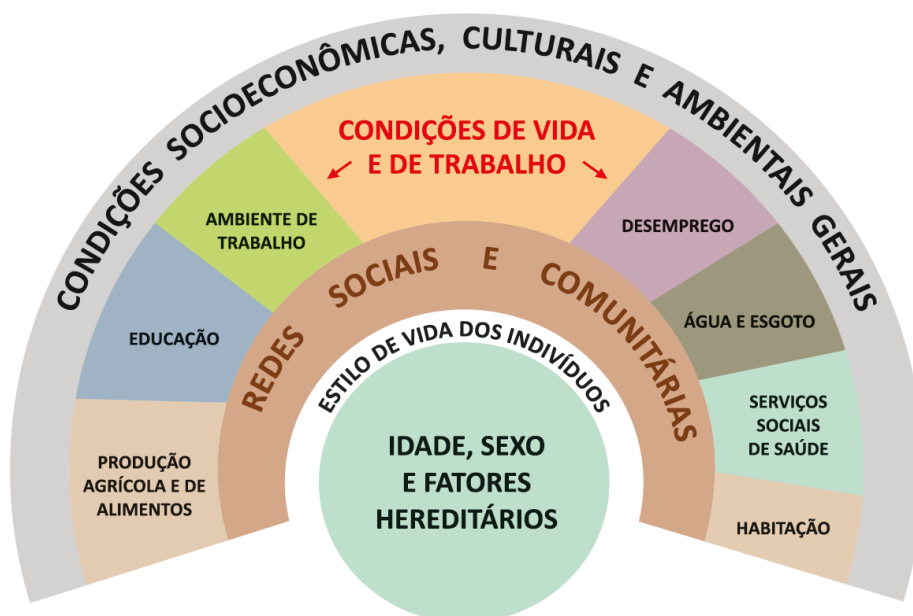 CONDIÇÕES SOCIOECONÔMICAS, CULTURAIS E AMBIENTAIS GERAIS
CONDIÇÕES DE VIDA
E DE TRABALHO
AMBIENTE DE
TRABALHO
DESEMPREGO
EDUCAÇÃO
ÁGUA E ESGOTO
PRODUÇÃO
AGRÍCOLA E DE
ALIMENTOS
SERVIÇOS
SOCIAIS
DE SAÚDE
HABITAÇÃO
REDES SOCIAIS E COMUNITÁRIAS
ESTILO DE VIDA DOS INDIVÍDUOS
IDADE, SEXO
E FATORES
HEREDITÁRIOS